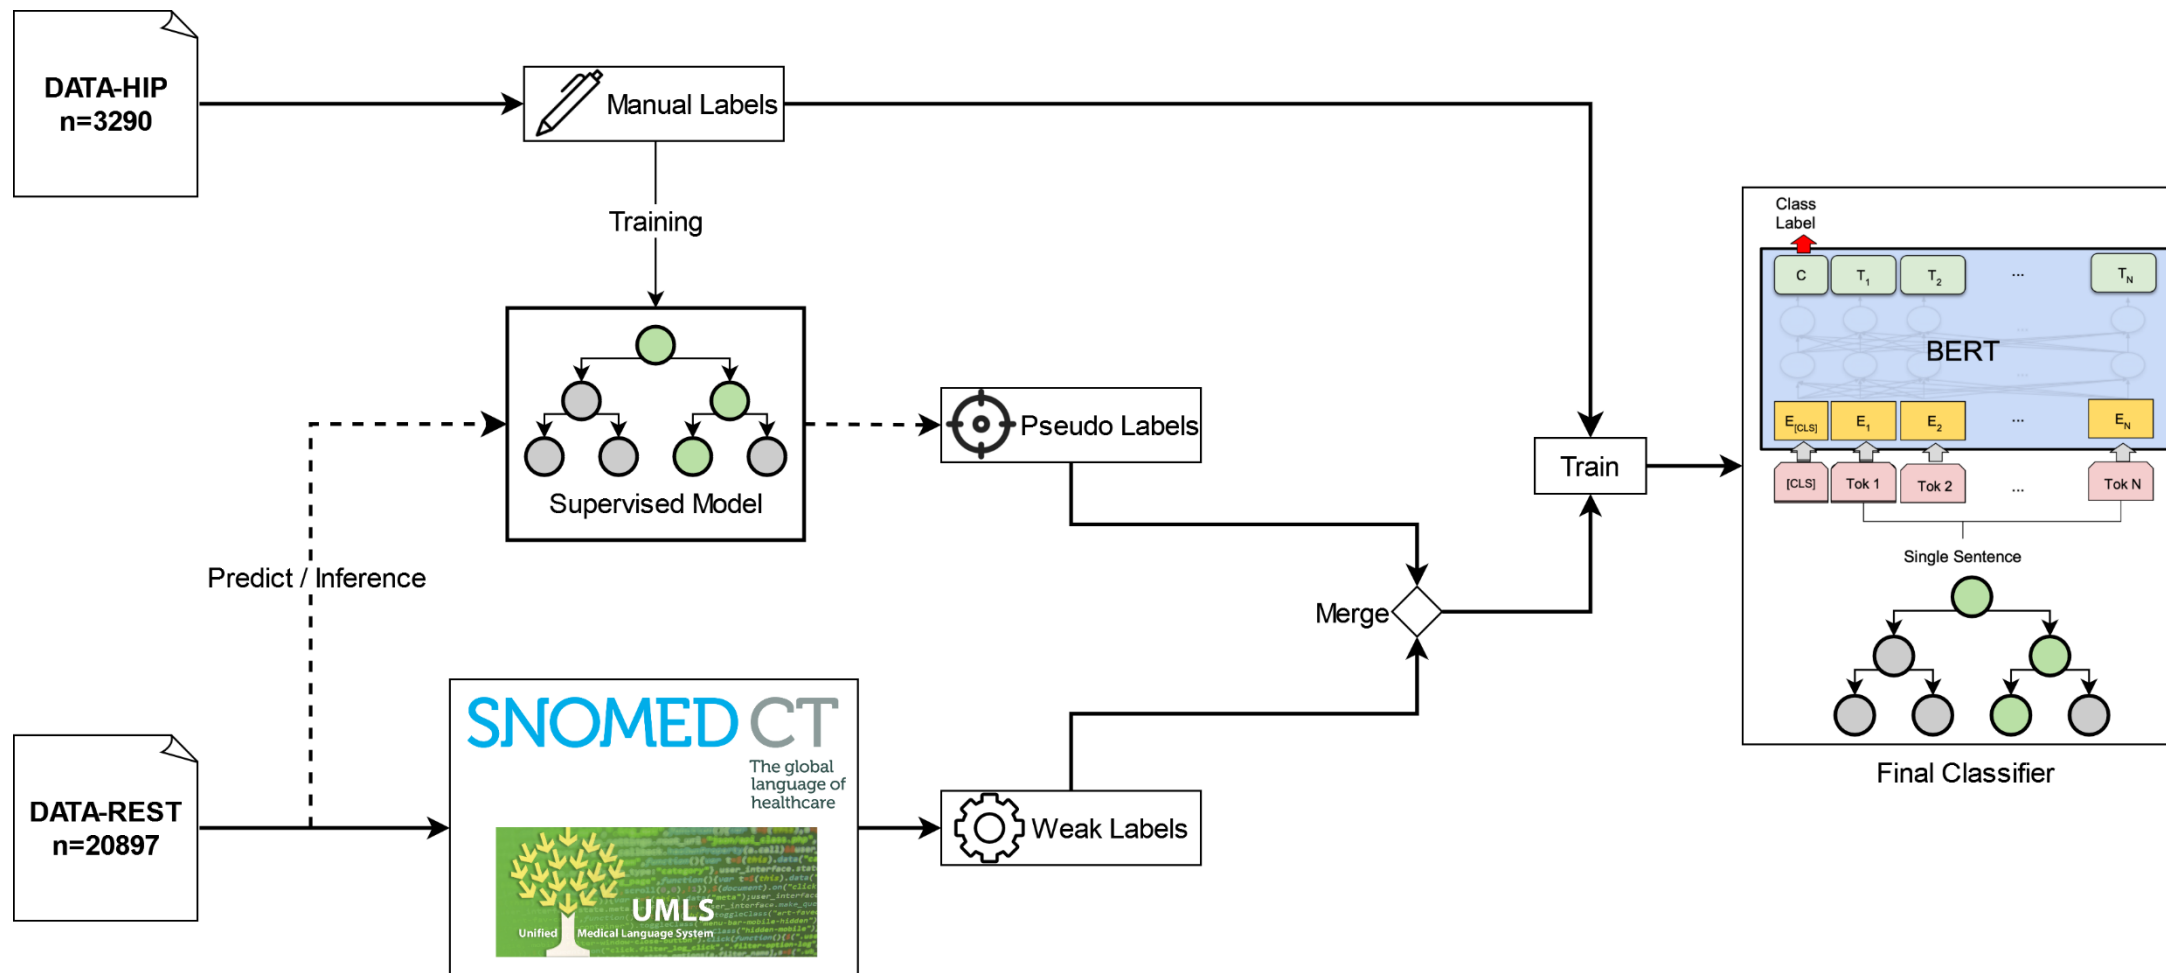 DATA-HIP
n=3290
Manual Labels
Training
Supervised Model
Predict / Inference
Pseudo Labels
Merge
Train
DATA-REST
n=20897
SNOMED CT
The global
language of
healthcare
UMLS
Unified Medical Language System
Weak Labels
Class
Label
C T1 T2 ... TN
BERT
E[CLS] E1 E2 ... EN
[CLS] Tok 1 Tok 2 ... Tok N
Single Sentence
Final Classifier